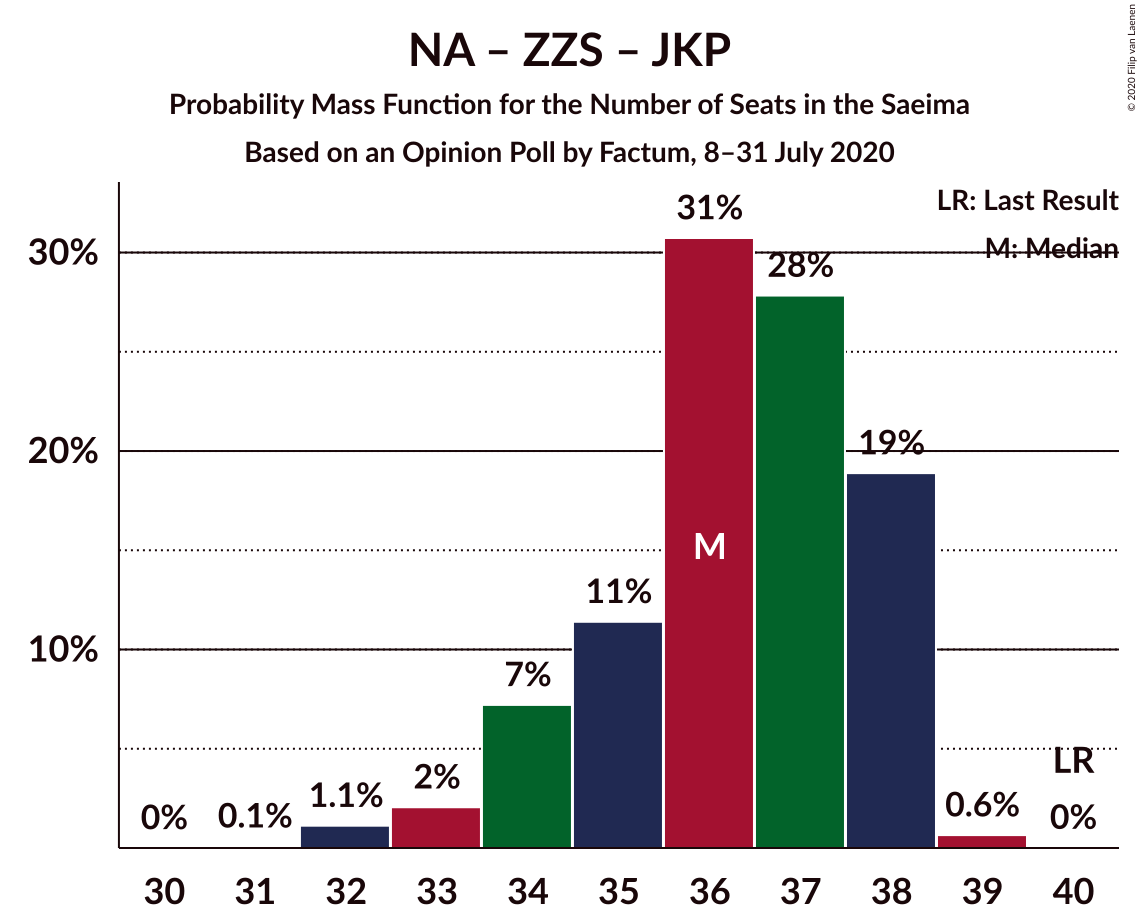 NA – ZZS – JKP
Probability Mass Function for the Number of Seats in the Saeima
Based on an Opinion Poll by Factum, 8–31 July 2020
© 2020 Filip van Laenen
LR: Last Result
M: Median
30%
20%
10%
0%
0.1%
1.1%
2%
7%
11%
31%
28%
19%
0.6%
0%
LR
M
30 31 32 33 34 35 36 37 38 39 40